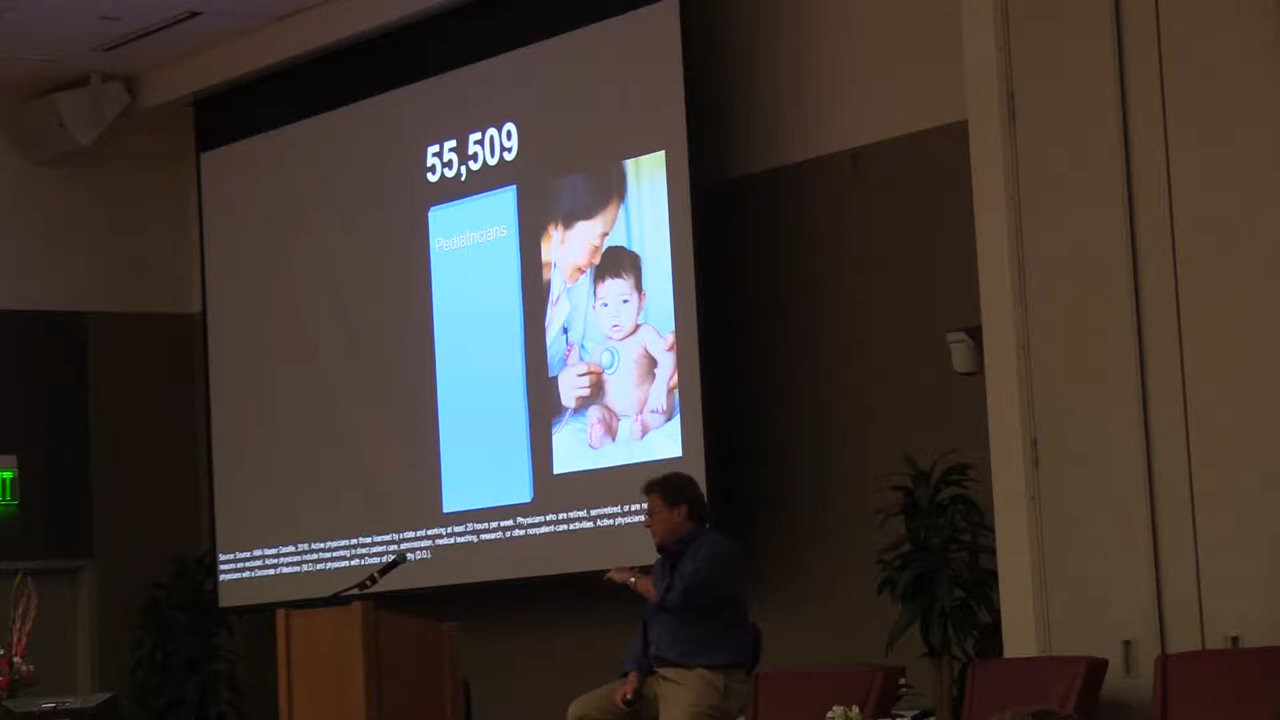 55,509
Pediatricians
Source: Source: AMA Master Datafile, 2016. Active physicians are those licensed by a state and working at least 20 hours per week. Physicians who are retired, semiretired, or are
reasons are excluded. Active physicians include those working in direct patient care, administration, medical teaching, research, or other nonpatient-care activities. Active physicians
physicians with a Doctorate of Medicine (M.D.) and physicians with a Doctor of (D.O.).
IT